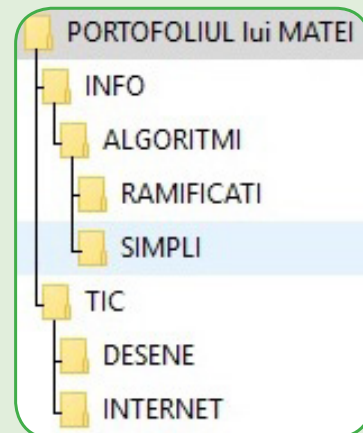 PORTOFOLIUL lui MATEI
INFO
ALGORITMI
RAMIFICATI
SIMPLI
TIC
DESENE
INTERNET